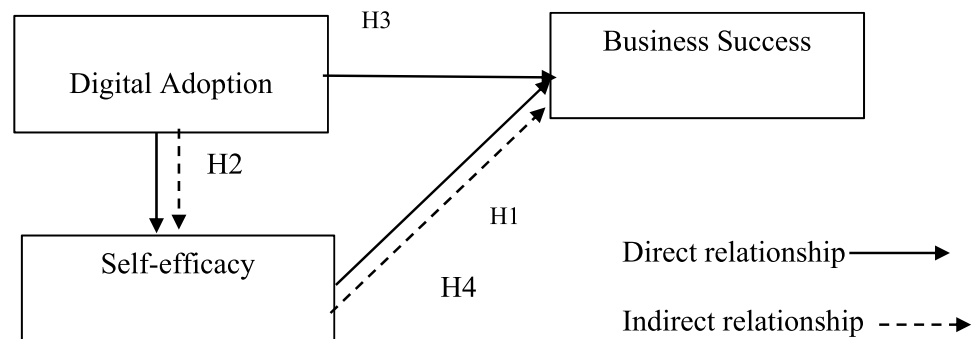 H3
Business Success
Digital Adoption
H2
H1
Self-efficacy
Direct relationship
H4
Indirect relationship